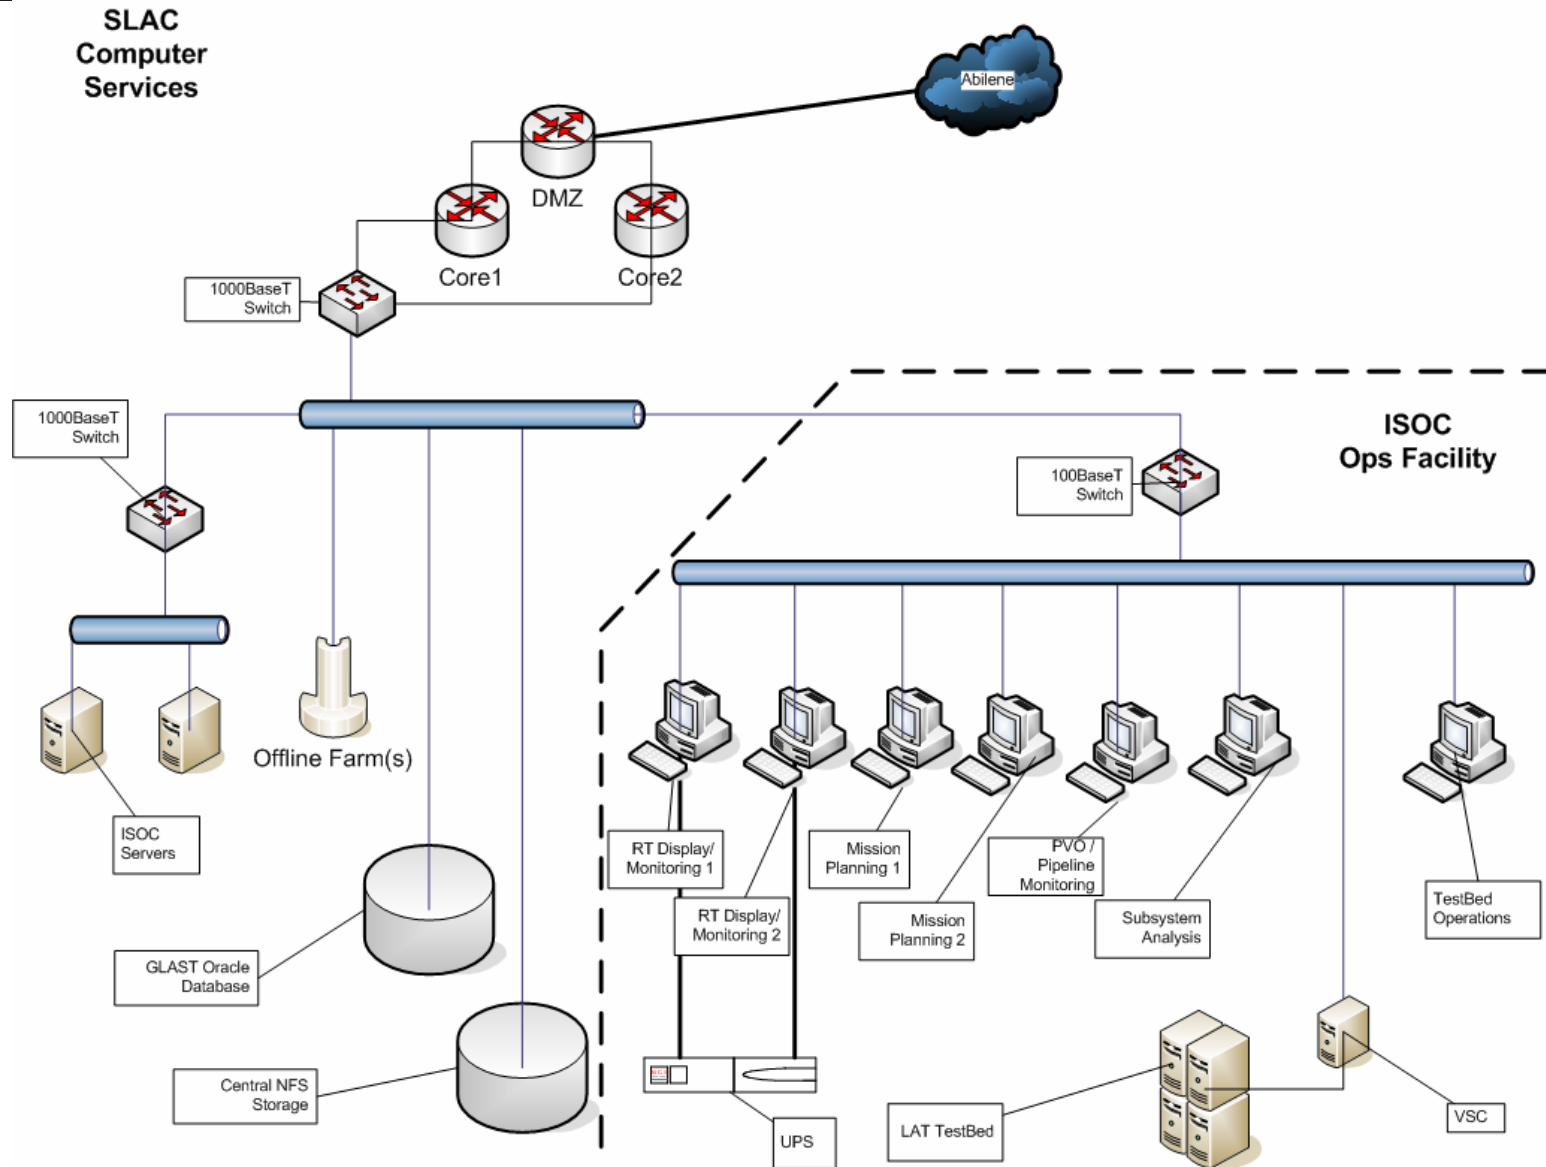 SLAC
Computer
Services
Abilene
DMZ
Core1
Core2
1000BaseT
Switch
1000BaseT
Switch
ISOC
Ops Facility
100BaseT
Switch
Offline Farm(s)
ISOC
Servers
RT Display/
Monitoring 1
Mission
Planning 1
PVO /
Pipeline
Monitoring
RT Display/
Monitoring 2
Mission
Planning 2
Subsystem
Analysis
TestBed
Operations
GLAST Oracle
Database
Central NFS
Storage
UPS
LAT TestBed
VSC